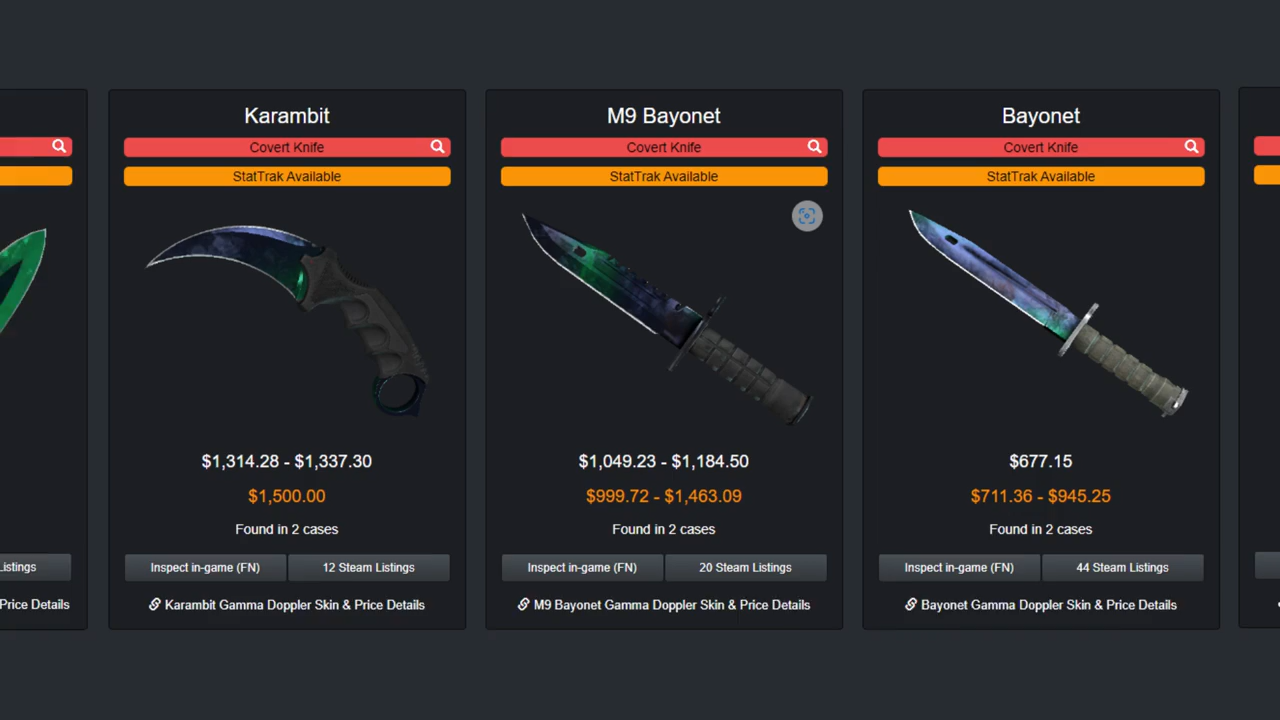 Listings
Price Details
Karambit
Covert Knife
StatTrak Available
$1,314.28 - $1,337.30
$1,500.00
Found in 2 cases
Inspect in-game (FN)
12 Steam Listings
Karambit Gamma Doppler Skin & Price Details
M9 Bayonet
Covert Knife
StatTrak Available
$1,049.23 - $1,184.50
$999.72 - $1,463.09
Found in 2 cases
Inspect in-game (FN)
20 Steam Listings
M9 Bayonet Gamma Doppler Skin & Price Details
Bayonet
Covert Knife
StatTrak Available
$677.15
$711.36 - $945.25
Found in 2 cases
Inspect in-game (FN)
44 Steam Listings
Bayonet Gamma Doppler Skin & Price Details